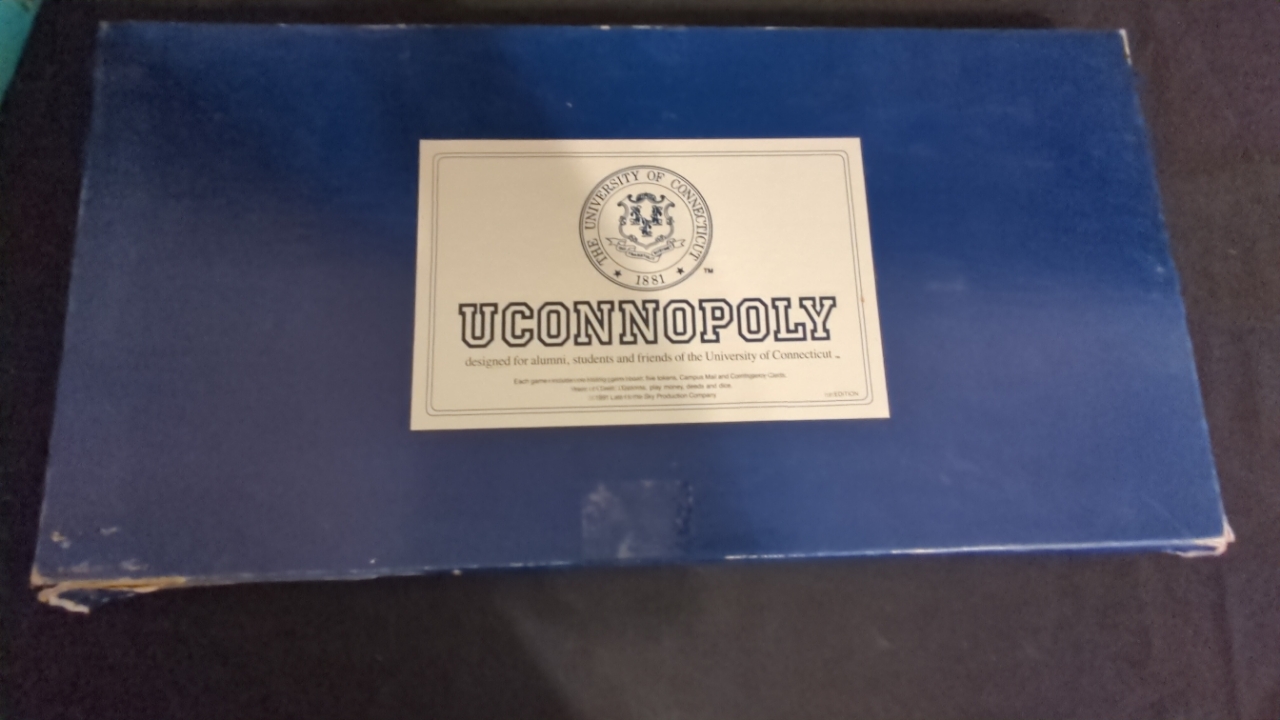 THE UNIVERSITY OF CONNECTICUT
★ 1881 ★
TM
UCONNOPOLY
designed for alumni, students and friends of the University of Connecticut
Each game includes one folding game board, five tokens, Campus Mail and Contingency Cards,
play money, deeds and dice.
Late for the Sky Production Company
1st EDITION